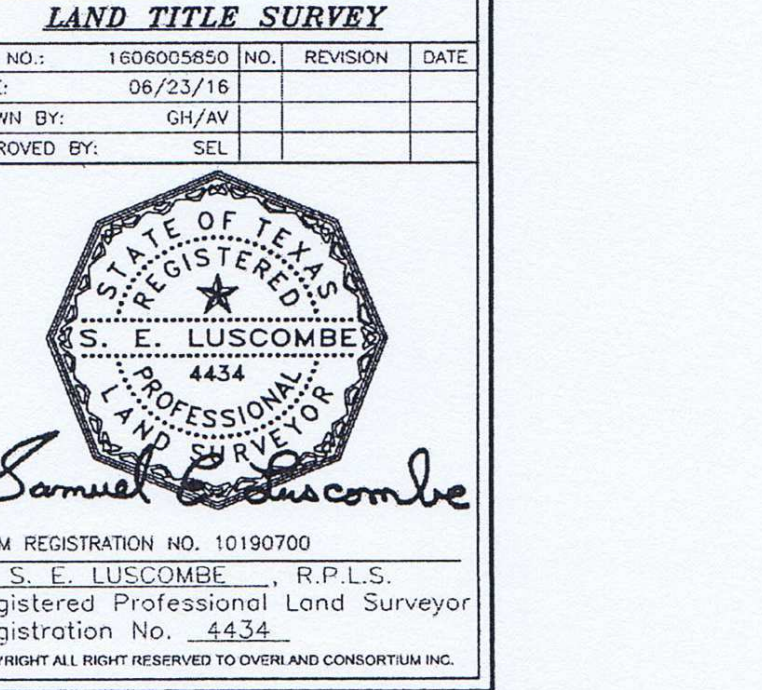 LAND TITLE SURVEY
NO.: 1606005850 NO. REVISION DATE
: 06/23/16
WN BY: GH/AV
ROVED BY: SEL
STATE OF TEXAS
REGISTERED
S. E. LUSCOMBE
4434
PROFESSIONAL
LAND SURVEYOR
Samuel E. Luscombe
M REGISTRATION NO. 10190700
S. E. LUSCOMBE , R.P.L.S.
gistered Professional Land Surveyor
gistration No. 4434
YRIGHT ALL RIGHT RESERVED TO OVERLAND CONSORTIUM INC.